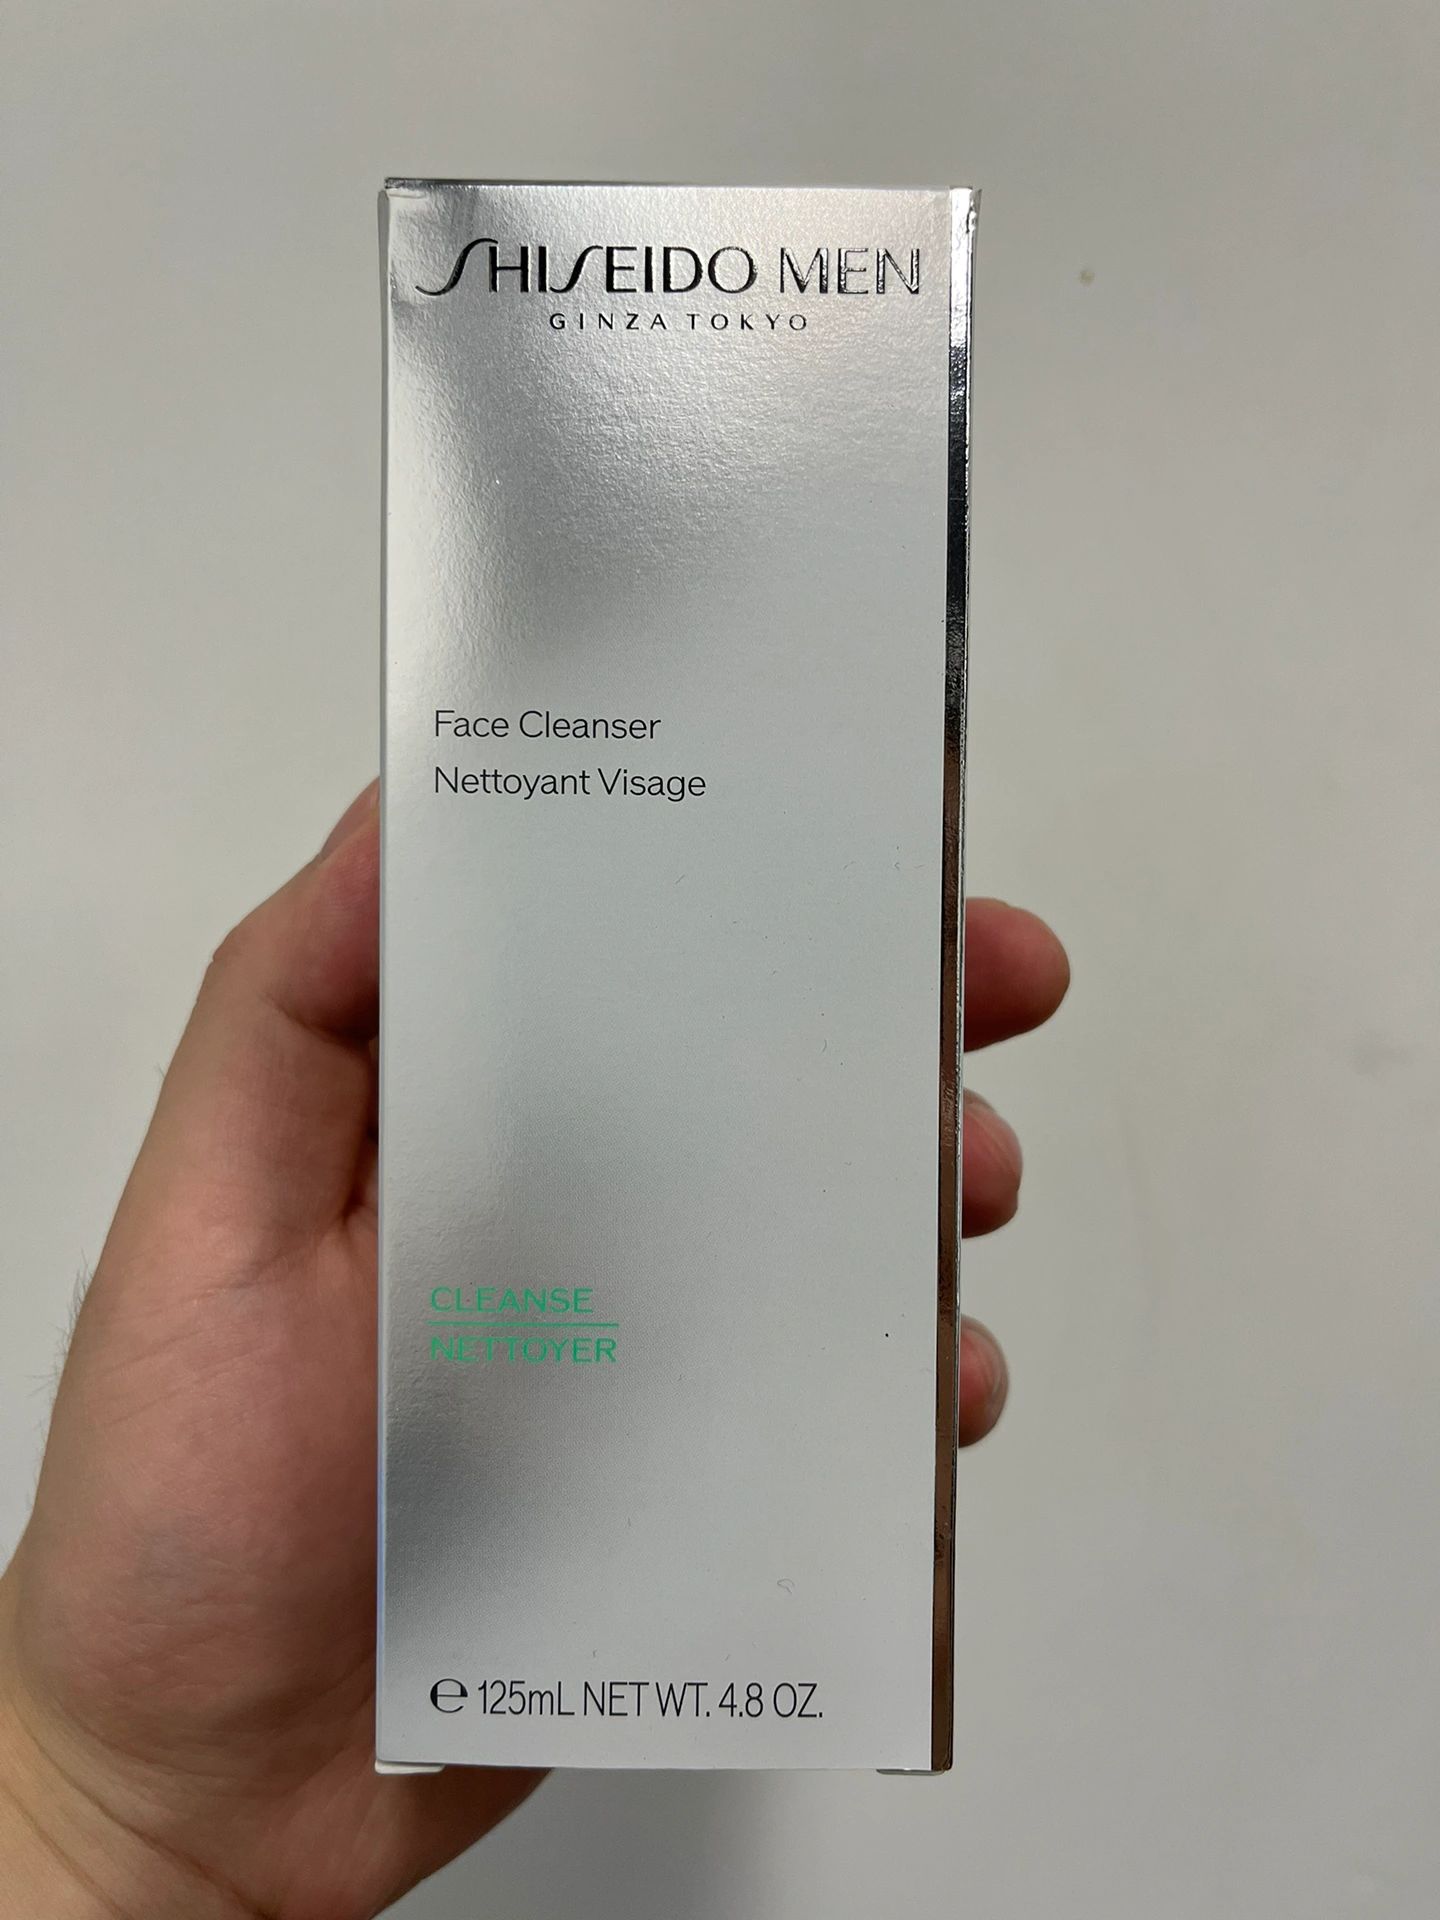 SHISEIDO MEN
GINZA TOKYO
Face Cleanser
Nettoyant Visage
CLEANSE
NETTOYER
℮ 125mL NET WT. 4.8 OZ.